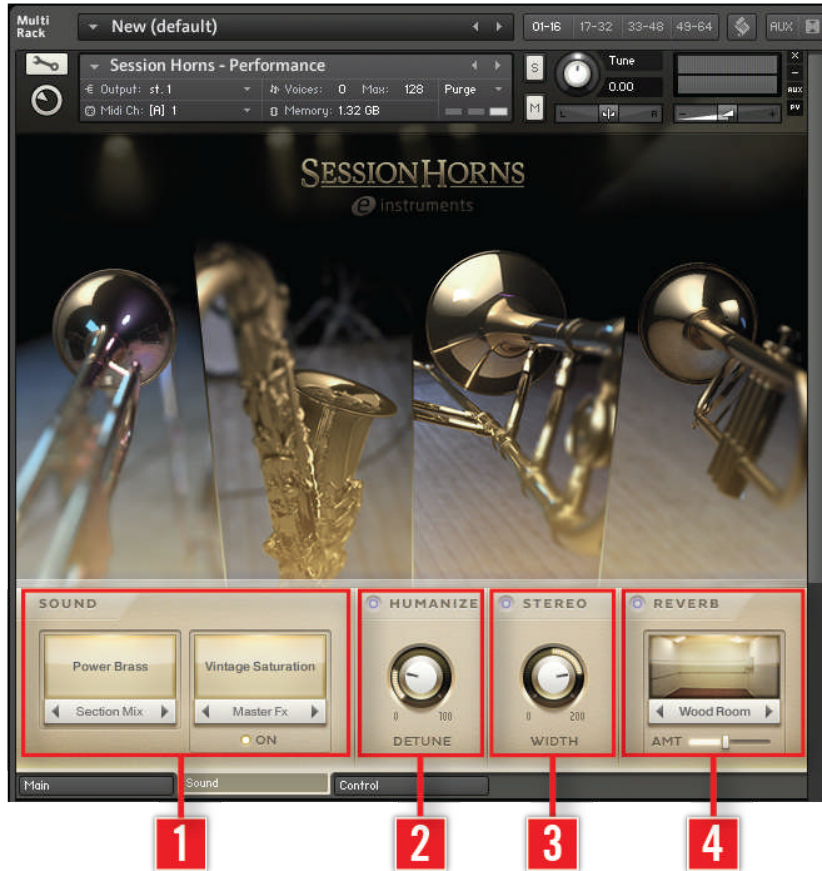 Multi Rack
New (default)
01-16 17-32 33-48 49-64 AUX
Session Horns - Performance
Output: st.1
Voices: 0 Max: 128 Purge
Midi Ch: [A] 1
Memory: 1.32 GB
S
M
Tune
0.00
L R
- +
×
–
AUX
PV
SESSIONHORNS
e instruments
SOUND
Power Brass
Section Mix
Vintage Saturation
Master Fx
ON
HUMANIZE
0 100
DETUNE
STEREO
0 200
WIDTH
REVERB
Wood Room
AMT
Main Sound Control
1 2 3 4